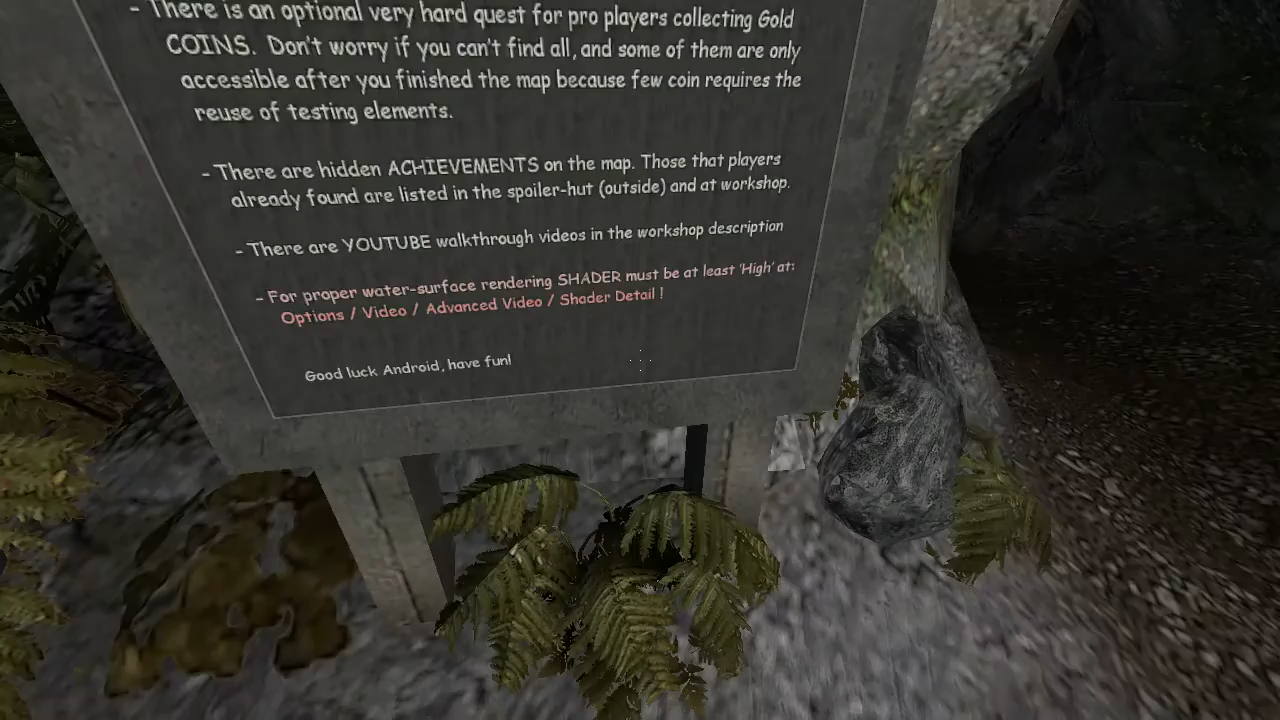 - There is an optional very hard quest for pro players collecting Gold
COINS. Don't worry if you can't find all, and some of them are only
accessible after you finished the map because few coin requires the
reuse of testing elements.
- There are hidden ACHIEVEMENTS on the map. Those that players
already found are listed in the spoiler-hut (outside) and at workshop.
- There are YOUTUBE walkthrough videos in the workshop description
- For proper water-surface rendering SHADER must be at least 'High' at:
Options / Video / Advanced Video / Shader Detail !
Good luck Android, have fun!